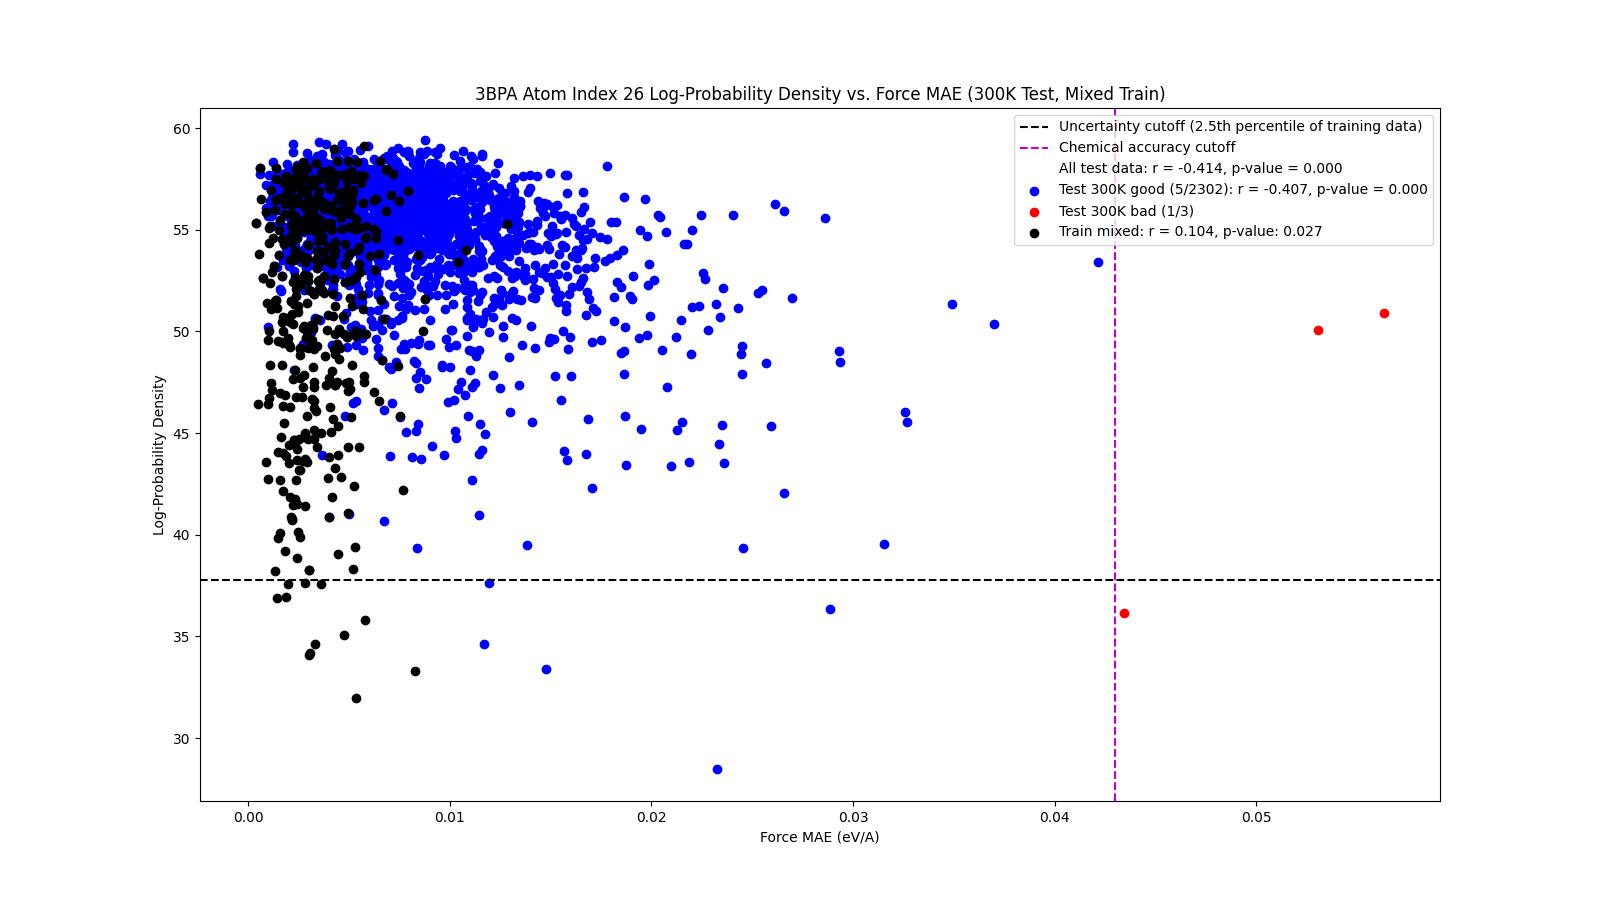 3BPA Atom Index 26 Log-Probability Density vs. Force MAE (300K Test, Mixed Train)
Uncertainty cutoff (2.5th percentile of training data)
Chemical accuracy cutoff
All test data: r = -0.414, p-value = 0.000
Test 300K good (5/2302): r = -0.407, p-value = 0.000
Test 300K bad (1/3)
Train mixed: r = 0.104, p-value: 0.027
Log-Probability Density
60
55
50
45
40
35
30
0.00
0.01
0.02
0.03
0.04
0.05
Force MAE (eV/A)